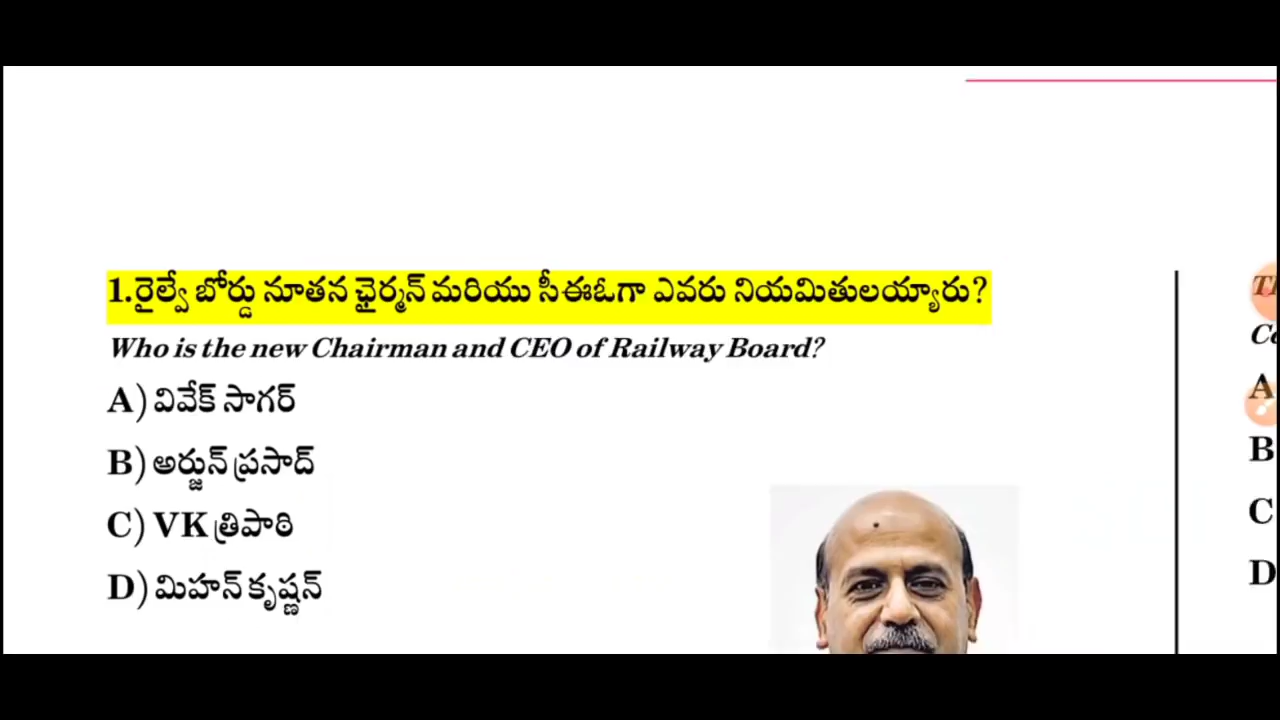 1.రైల్వే బోర్డు నూతన ఛైర్మన్ మరియు సీఈఓగా ఎవరు నియమితులయ్యారు?
Who is the new Chairman and CEO of Railway Board?
A) వివేక్ సాగర్
B) అర్జున్ ప్రసాద్
C) VK త్రిపాఠి
D) మిహన్ కృష్ణన్
A
B
C
D